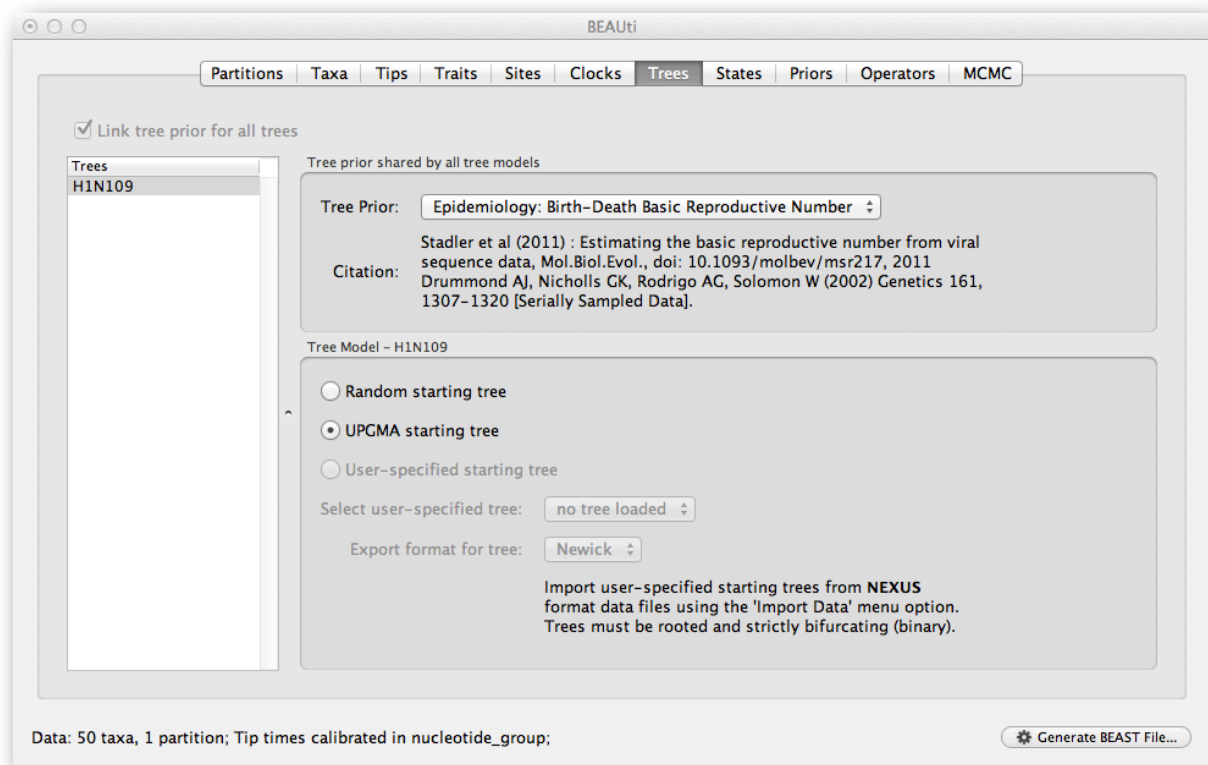 BEAUti
Partitions Taxa Tips Traits Sites Clocks Trees States Priors Operators MCMC
Link tree prior for all trees
Trees
H1N109
Tree prior shared by all tree models
Tree Prior: Epidemiology: Birth-Death Basic Reproductive Number
Citation:
Stadler et al (2011) : Estimating the basic reproductive number from viral
sequence data, Mol.Biol.Evol., doi: 10.1093/molbev/msr217, 2011
Drummond AJ, Nicholls GK, Rodrigo AG, Solomon W (2002) Genetics 161,
1307-1320 [Serially Sampled Data].
Tree Model - H1N109
Random starting tree
UPGMA starting tree
User-specified starting tree
Select user-specified tree: no tree loaded
Export format for tree: Newick
Import user-specified starting trees from NEXUS
format data files using the 'Import Data' menu option.
Trees must be rooted and strictly bifurcating (binary).
Data: 50 taxa, 1 partition; Tip times calibrated in nucleotide_group;
Generate BEAST File...